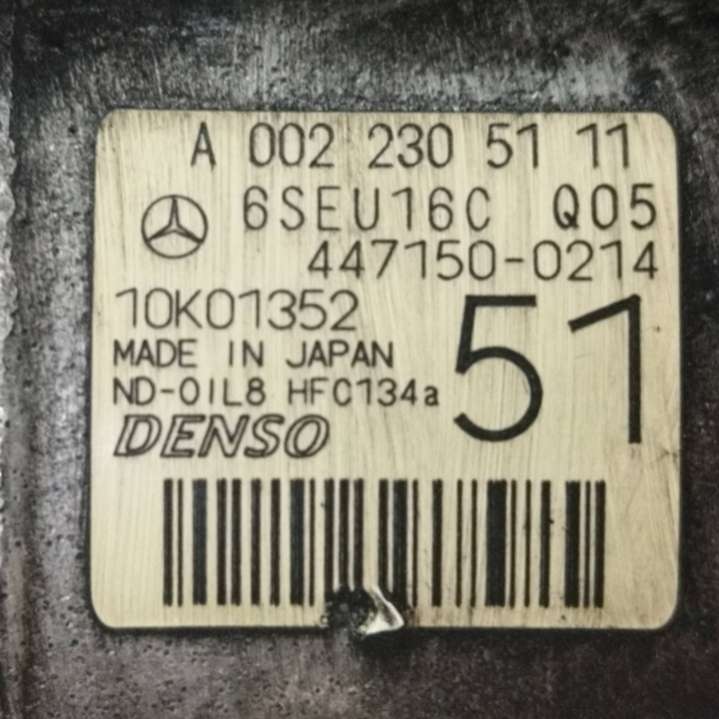 A 002 230 51 11
6SEU16C Q05
447150-0214
10K01352
51
MADE IN JAPAN
ND-OIL8 HFC134a
DENSO